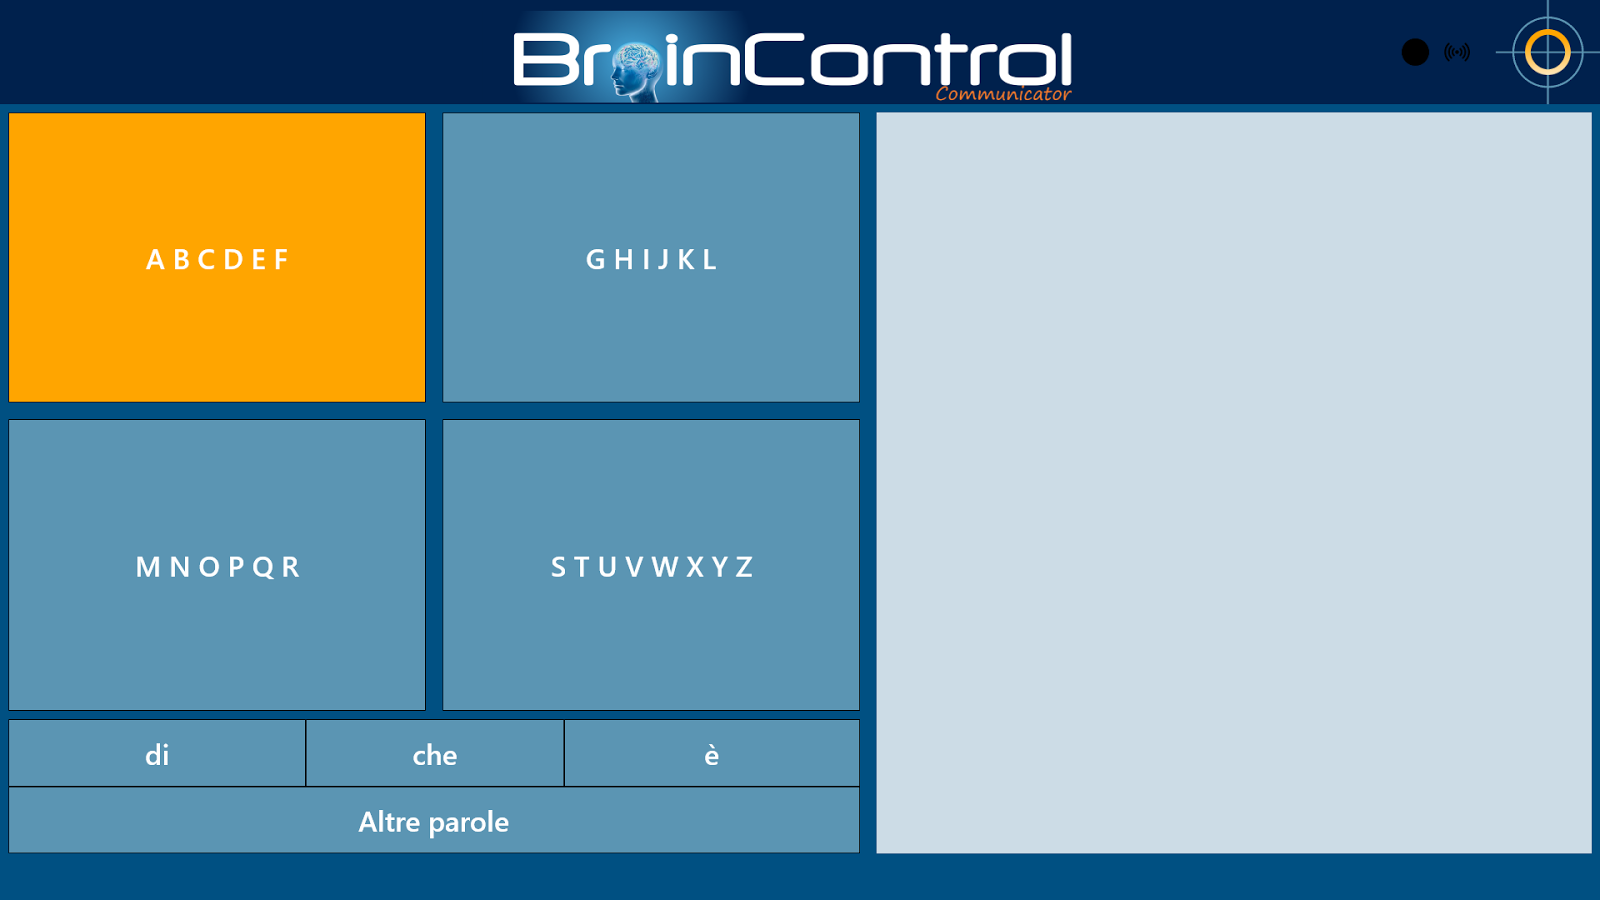 BrainControl
Communicator
A B C D E F
G H I J K L
M N O P Q R
S T U V W X Y Z
di
che
è
Altre parole